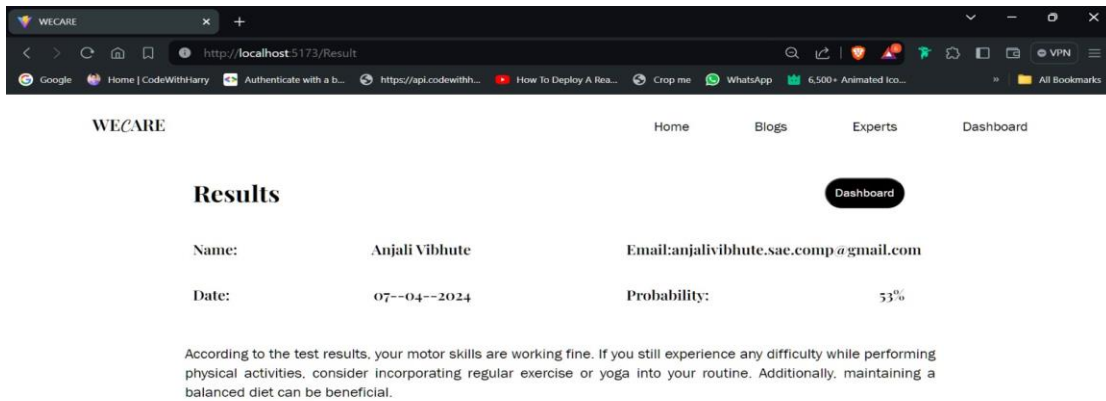 WECARE
http://localhost:5173/Result
VPN
Google Home | CodeWithHarry Authenticate with a b... https://api.codewithh... How To Deploy A Rea... Crop me WhatsApp 6,500+ Animated Ico... » All Bookmarks
WECARE Home Blogs Experts Dashboard
Results Dashboard
Name: Anjali Vibhute Email:anjalivibhute.sae.comp@gmail.com
Date: 07--04--2024 Probability: 53%
According to the test results, your motor skills are working fine. If you still experience any difficulty while performing
physical activities, consider incorporating regular exercise or yoga into your routine. Additionally, maintaining a
balanced diet can be beneficial.